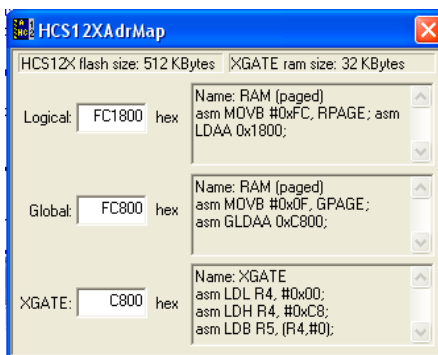 HCS12XAdrMap
HCS12X flash size: 512 KBytes XGATE ram size: 32 KBytes
Logical: FC1800 hex
Name: RAM (paged)
asm MOVB #0xFC, RPAGE; asm
LDAA 0x1800;
Global: FC800 hex
Name: RAM (paged)
asm MOVB #0x0F, GPAGE;
asm GLDAA 0xC800;
XGATE: C800 hex
Name: XGATE
asm LDL R4, #0x00;
asm LDH R4, #0xC8;
asm LDB R5, (R4,#0);